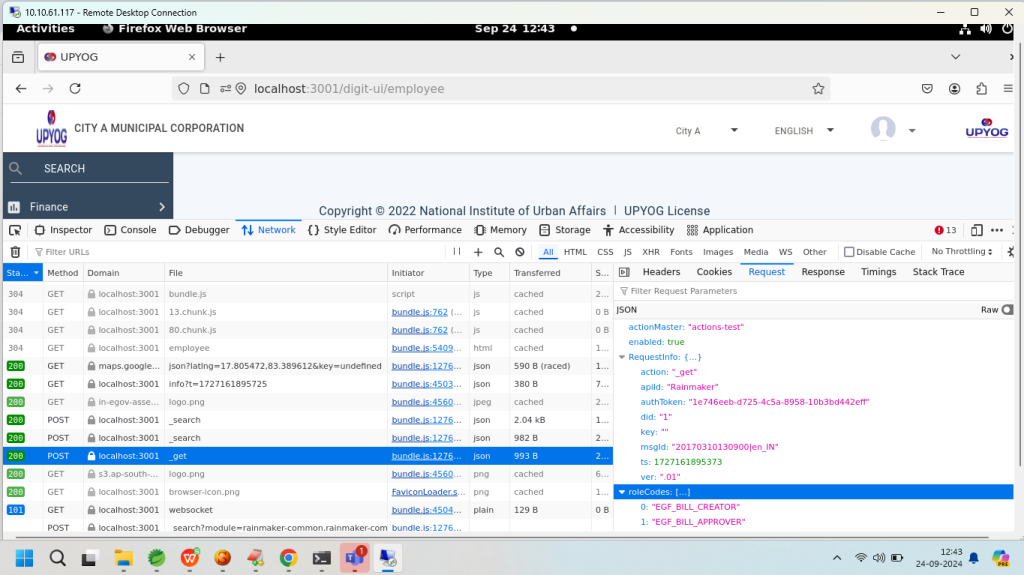 10.10.61.117 - Remote Desktop Connection
Activities Firefox Web Browser Sep 24 12:43
UPYOG
localhost:3001/digit-ui/employee
UPYOG CITY A MUNICIPAL CORPORATION City A ENGLISH UPYOG
SEARCH
Finance
Copyright © 2022 National Institute of Urban Affairs | UPYOG License
Inspector Console Debugger Network Style Editor Performance Memory Storage Accessibility Application 13
Filter URLs All HTML CSS JS XHR Fonts Images Media WS Other Disable Cache No Throttling
Sta... Method Domain File Initiator Type Transferred S...
304 GET localhost:3001 bundle.js script js cached 2...
304 GET localhost:3001 13.chunk.js bundle.js:762 (... js cached 0 B
304 GET localhost:3001 80.chunk.js bundle.js:762 (... js cached 0 B
304 GET localhost:3001 employee bundle.js:5409... html cached 1...
200 GET maps.google... json?latlng=17.805472,83.389612&key=undefined bundle.js:1276... json 590 B (raced) 1...
200 GET localhost:3001 info?t=1727161895725 bundle.js:4503... json 380 B 7...
200 GET in-egov-asse... logo.png bundle.js:4560... jpeg cached 2...
200 POST localhost:3001 _search bundle.js:1276... json 2.04 kB 1...
200 POST localhost:3001 _search bundle.js:1276... json 982 B 2...
200 POST localhost:3001 _get bundle.js:1276... json 993 B 2...
200 GET s3.ap-south-... logo.png bundle.js:4560... png cached 6...
200 GET localhost:3001 browser-icon.png FaviconLoader.s... png cached 1...
101 GET localhost:3001 websocket bundle.js:4504... plain 129 B 0 B
POST localhost:3001 _search?module=rainmaker-common,rainmaker-com bundle.js:1276...
Headers Cookies Request Response Timings Stack Trace
Filter Request Parameters
JSON Raw
actionMaster: "actions-test"
enabled: true
RequestInfo: {...}
action: "_get"
apiId: "Rainmaker"
authToken: "1e746eeb-d725-4c5a-8958-10b3bd442eff"
did: "1"
key: ""
msgId: "20170310130900|en_IN"
ts: 1727161895373
ver: ".01"
roleCodes: [...]
0: "EGF_BILL_CREATOR"
1: "EGF_BILL_APPROVER"
1
12:43
24-09-2024
PRE